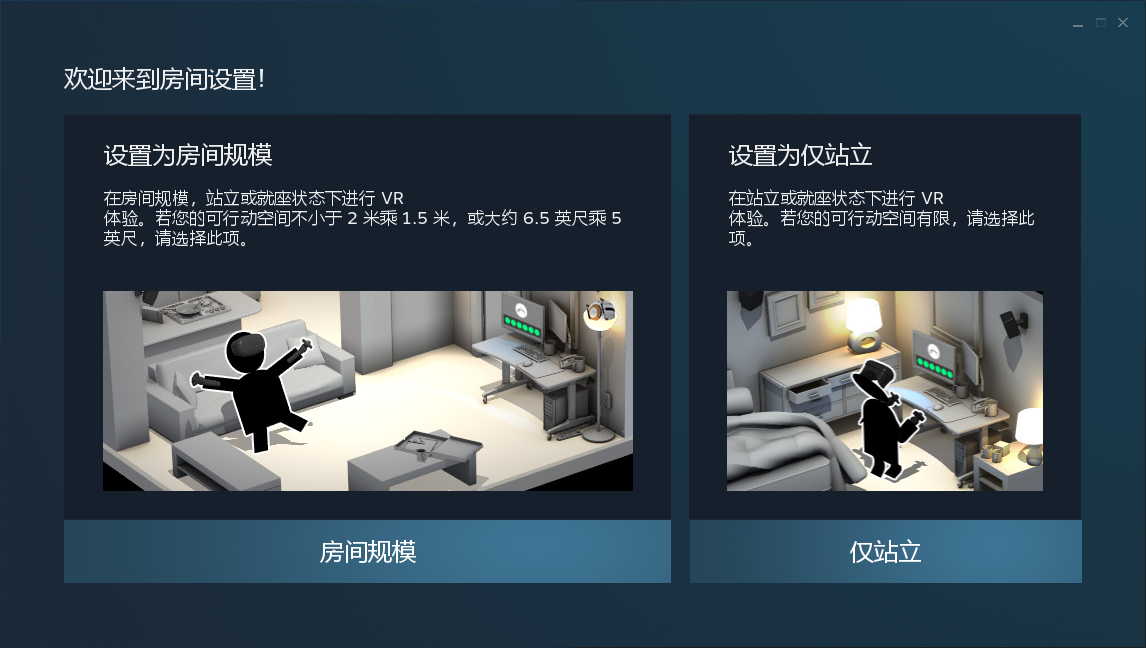 欢迎来到房间设置！
设置为房间规模
在房间规模，站立或就座状态下进行 VR
体验。若您的可行动空间不小于 2 米乘 1.5 米，或大约 6.5 英尺乘 5
英尺，请选择此项。
房间规模
设置为仅站立
在站立或就座状态下进行 VR
体验。若您的可行动空间有限，请选择此
项。
仅站立